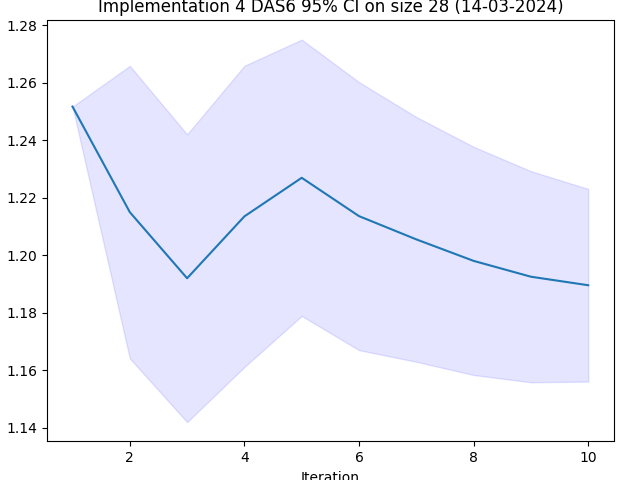 Implementation 4 DAS6 95% CI on size 28 (14-03-2024)
1.28
1.26
1.24
1.22
1.20
1.18
1.16
1.14
2 4 6 8 10
Iteration